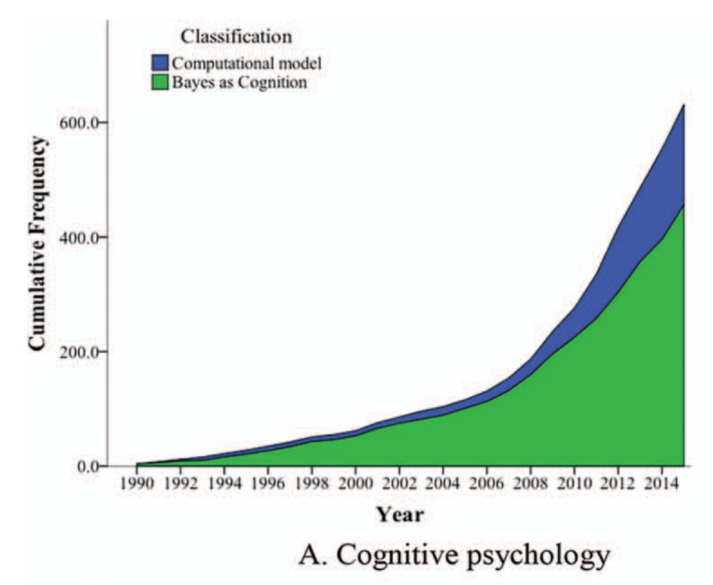 Classification
Computational model
Bayes as Cognition
Cumulative Frequency
600.0
400.0
200.0
0.0
1990 1992 1994 1996 1998 2000 2002 2004 2006 2008 2010 2012 2014
Year
A. Cognitive psychology